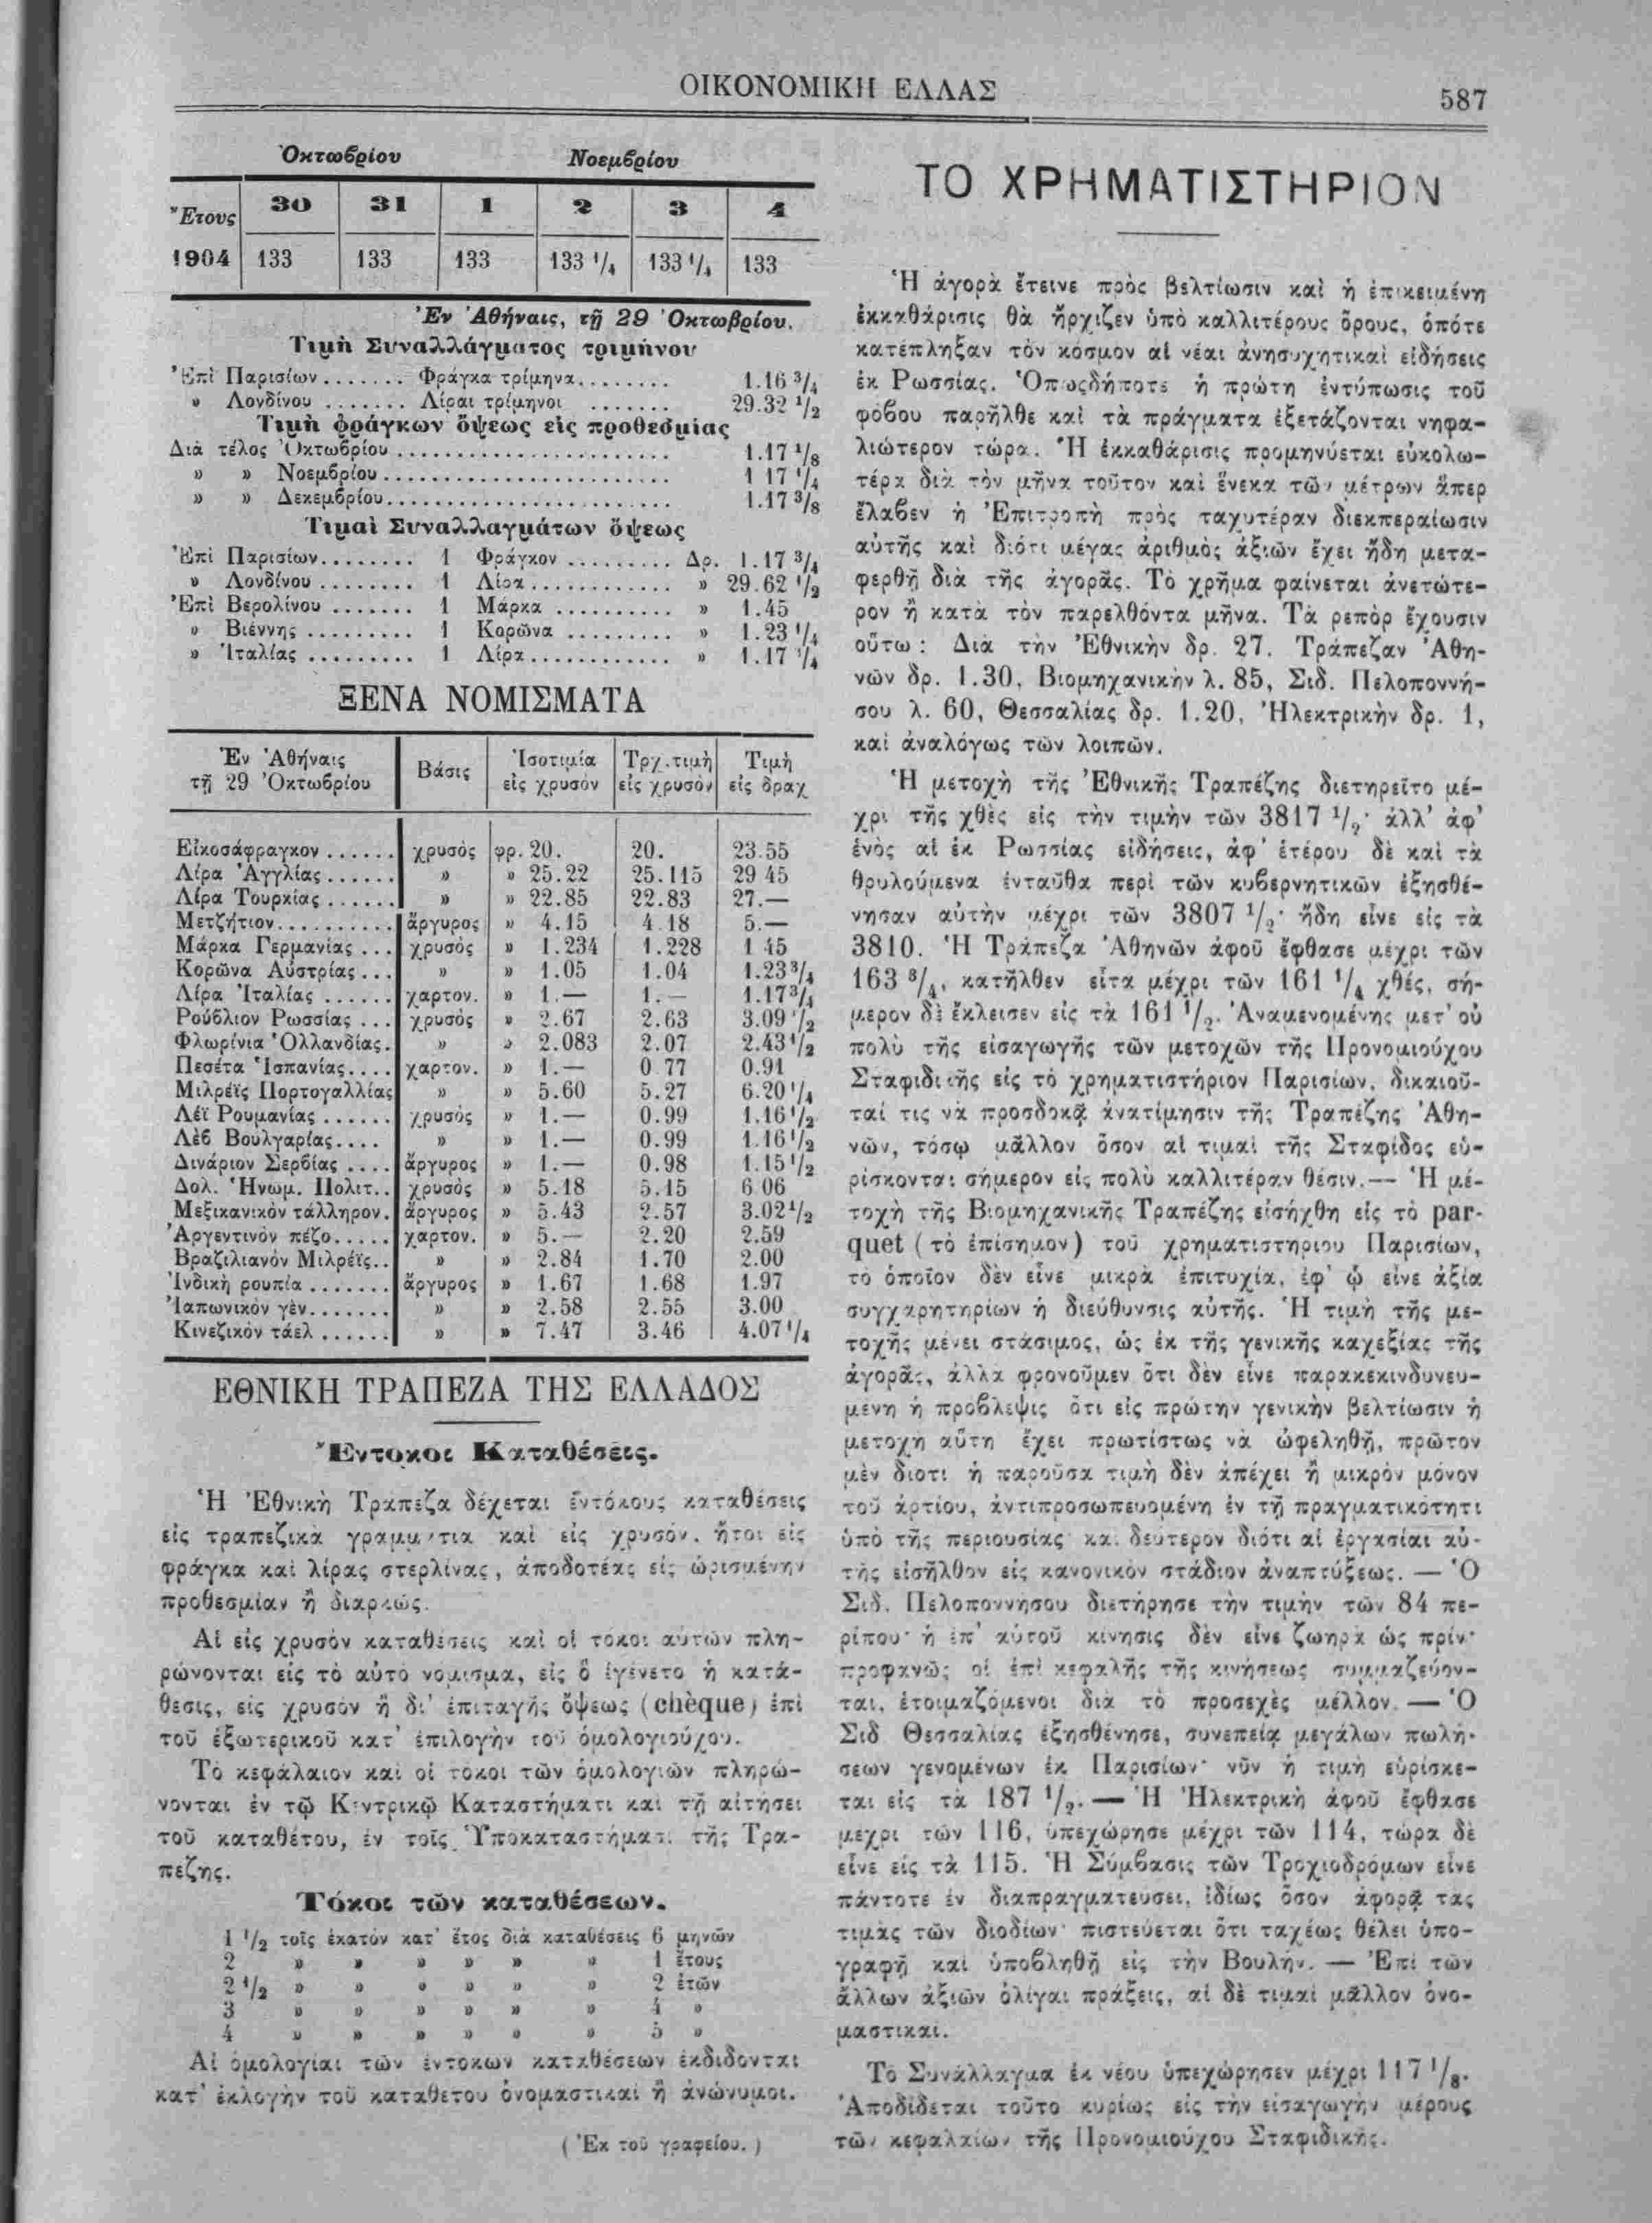 ΟΙΚΟΝΟΜΙΚΗ ΕΛΛΑΣ
587
Ὀκτωβρίου Νοεμβρίου
Ἔτους 30 31 1 2 3 4
1904 133 133 133 133 1/4 133 1/4 133
Ἐν Ἀθήναις, τῇ 29 Ὀκτωβρίου.
Τιμὴ Συναλλάγματος τριμήνου
Ἐπὶ Παρισίων ....... Φράγκα τρίμηνα ........ 1.16 3/4
» Λονδίνου ....... Λίραι τρίμηνοι ....... 29.32 1/2
Τιμὴ φράγκων ὄψεως εἰς προθεσμίας
Διὰ τέλος Ὀκτωβρίου ........................ 1.17 1/8
» » Νοεμβρίου ........................ 1 17 1/4
» » Δεκεμβρίου ........................ 1.17 3/8
Τιμαὶ Συναλλαγμάτων ὄψεως
Ἐπὶ Παρισίων ........ 1 Φράγκον ......... Δρ. 1.17 3/4
» Λονδίνου ........ 1 Λίρα ............ » 29.62 1/2
Ἐπὶ Βερολίνου ....... 1 Μάρκα .......... » 1.45
» Βιέννης ......... 1 Κορῶνα ......... » 1.23 1/4
» Ἰταλίας ......... 1 Λίρα ............ » 1.17 1/4
ΞΕΝΑ ΝΟΜΙΣΜΑΤΑ
Ἐν Ἀθήναις τῇ 29 Ὀκτωβρίου Βάσις Ἰσοτιμία εἰς χρυσὸν Τρχ. τιμὴ εἰς χρυσὸν Τιμὴ εἰς δραχ
Εἰκοσάφραγκον ...... χρυσὸς φρ. 20. 20. 23.55
Λίρα Ἀγγλίας ...... » » 25.22 25.115 29 45
Λίρα Τουρκίας ...... » » 22.85 22.83 27.—
Μετζήτιον .......... ἄργυρος » 4.15 4.18 5.—
Μάρκα Γερμανίας ... χρυσὸς » 1.234 1.228 1 45
Κορῶνα Αὐστρίας ... » » 1.05 1.04 1.23 3/4
Λίρα Ἰταλίας ...... χαρτον. » 1.— 1.— 1.17 3/4
Ρούβλιον Ρωσσίας ... χρυσὸς » 2.67 2.63 3.09 1/2
Φλωρίνια Ὁλλανδίας. » » 2.083 2.07 2.43 1/2
Πεσέτα Ἱσπανίας .... χαρτον. » 1.— 0 77 0.91
Μιλρέϊς Πορτογαλλίας » » 5.60 5.27 6.20 1/4
Λέϊ Ρουμανίας ...... χρυσὸς » 1.— 0.99 1.16 1/2
Λὲβ Βουλγαρίας .... » » 1.— 0.99 1.16 1/2
Δινάριον Σερβίας .... ἄργυρος » 1.— 0.98 1.15 1/2
Δολ. Ἡνωμ. Πολιτ.. χρυσὸς » 5.18 5.15 6 06
Μεξικανικὸν τάλληρον. ἄργυρος » 5.43 2.57 3.02 1/2
Ἀργεντινὸν πέζο ..... χαρτον. » 5.— 2.20 2.59
Βραζιλιανὸν Μιλρέϊς.. » » 2.84 1.70 2.00
Ἰνδικὴ ρουπία ....... ἄργυρος » 1.67 1.68 1.97
Ἰαπωνικὸν γὲν ....... » » 2.58 2.55 3.00
Κινεζικὸν τάελ ...... » » 7.47 3.46 4.07 1/4
ΕΘΝΙΚΗ ΤΡΑΠΕΖΑ ΤΗΣ ΕΛΛΑΔΟΣ
Ἔντοκοι Καταθέσεις.
Ἡ Ἐθνικὴ Τράπεζα δέχεται ἐντόκους καταθέσεις
εἰς τραπεζικὰ γραμμάτια καὶ εἰς χρυσόν, ἤτοι εἰς
φράγκα καὶ λίρας στερλίνας, ἀποδοτέας εἰς ὡρισμένην
προθεσμίαν ἢ διαρκῶς.
Αἱ εἰς χρυσὸν καταθέσεις καὶ οἱ τόκοι αὐτῶν πλη-
ρώνονται εἰς τὸ αὐτὸ νόμισμα, εἰς ὃ ἐγένετο ἡ κατά-
θεσις, εἰς χρυσὸν ἢ δι' ἐπιταγῆς ὄψεως (chèque) ἐπὶ
τοῦ ἐξωτερικοῦ κατ' ἐπιλογὴν τοῦ ὁμολογιούχου.
Τὸ κεφάλαιον καὶ οἱ τόκοι τῶν ὁμολογιῶν πληρώ-
νονται ἐν τῷ Κεντρικῷ Καταστήματι καὶ τῇ αἰτήσει
τοῦ καταθέτου, ἐν τοῖς Ὑποκαταστήμασι τῆς Τρα-
πέζης.
Τόκοι τῶν καταθέσεων.
1 1/2 τοῖς ἑκατὸν κατ' ἔτος διὰ καταθέσεις 6 μηνῶν
2 » » » » » » 1 ἔτους
2 1/2 » » » » » » 2 ἐτῶν
3 » » » » » » 4 »
4 » » » » » » 5 »
Αἱ ὁμολογίαι τῶν ἐντόκων καταθέσεων ἐκδίδονται
κατ' ἐκλογὴν τοῦ καταθέτου ὀνομαστικαὶ ἢ ἀνώνυμοι.
(Ἐκ τοῦ γραφείου.)
ΤΟ ΧΡΗΜΑΤΙΣΤΗΡΙΟΝ
Ἡ ἀγορὰ ἔτεινε πρὸς βελτίωσιν καὶ ἡ ἐπικειμένη
ἐκκαθάρισις θὰ ἤρχιζεν ὑπὸ καλλιτέρους ὅρους, ὁπότε
κατέπληξαν τὸν κόσμον αἱ νέαι ἀνησυχητικαὶ εἰδήσεις
ἐκ Ρωσσίας. Ὁπωςδήποτε ἡ πρώτη ἐντύπωσις τοῦ
φόβου παρῆλθε καὶ τὰ πράγματα ἐξετάζονται νηφα-
λιώτερον τώρα. Ἡ ἐκκαθάρισις προμηνύεται εὐκολω-
τέρα διὰ τὸν μῆνα τοῦτον καὶ ἕνεκα τῶν μέτρων ἅπερ
ἔλαβεν ἡ Ἐπιτροπὴ πρὸς ταχυτέραν διεκπεραίωσιν
αὐτῆς καὶ διότι μέγας ἀριθμὸς ἀξιῶν ἔχει ἤδη μετα-
φερθῇ διὰ τῆς ἀγορᾶς. Τὸ χρῆμα φαίνεται ἀνετώτε-
ρον ἢ κατὰ τὸν παρελθόντα μῆνα. Τὰ ρεπὸρ ἔχουσιν
οὕτω: Διὰ τὴν Ἐθνικὴν δρ. 27. Τράπεζαν Ἀθη-
νῶν δρ. 1.30, Βιομηχανικὴν λ. 85, Σιδ. Πελοποννή-
σου λ. 60, Θεσσαλίας δρ. 1.20, Ἠλεκτρικὴν δρ. 1,
καὶ ἀναλόγως τῶν λοιπῶν.
Ἡ μετοχὴ τῆς Ἐθνικῆς Τραπέζης διετηρεῖτο μέ-
χρι τῆς χθὲς εἰς τὴν τιμὴν τῶν 3817 1/2· ἀλλ' ἀφ'
ἑνὸς αἱ ἐκ Ρωσσίας εἰδήσεις, ἀφ' ἑτέρου δὲ καὶ τὰ
θρυλούμενα ἐνταῦθα περὶ τῶν κυβερνητικῶν ἐξησθέ-
νησαν αὐτὴν μέχρι τῶν 3807 1/2· ἤδη εἶνε εἰς τὰ
3810. Ἡ Τράπεζα Ἀθηνῶν ἀφοῦ ἔφθασε μέχρι τῶν
163 3/4, κατῆλθεν εἶτα μέχρι τῶν 161 1/4 χθές, σή-
μερον δὲ ἔκλεισεν εἰς τὰ 161 1/2. Ἀναμενομένης μετ' οὐ
πολὺ τῆς εἰσαγωγῆς τῶν μετοχῶν τῆς Προνομιούχου
Σταφιδικῆς εἰς τὸ χρηματιστήριον Παρισίων, δικαιοῦ-
ταί τις νὰ προσδοκᾷ ἀνατίμησιν τῆς Τραπέζης Ἀθη-
νῶν, τόσῳ μᾶλλον ὅσον αἱ τιμαὶ τῆς Σταφίδος εὑ-
ρίσκονται σήμερον εἰς πολὺ καλλιτέραν θέσιν.— Ἡ μέ-
τοχὴ τῆς Βιομηχανικῆς Τραπέζης εἰσήχθη εἰς τὸ par-
quet (τὸ ἐπίσημον) τοῦ χρηματιστηρίου Παρισίων,
τὸ ὁποῖον δὲν εἶνε μικρὰ ἐπιτυχία, ἐφ' ᾧ εἶνε ἀξία
συγχαρητηρίων ἡ διεύθυνσις αὐτῆς. Ἡ τιμὴ τῆς με-
τοχῆς μένει στάσιμος, ὡς ἐκ τῆς γενικῆς καχεξίας τῆς
ἀγορᾶς, ἀλλὰ φρονοῦμεν ὅτι δὲν εἶνε παρακεκινδυνευ-
μένη ἡ πρόβλεψις ὅτι εἰς πρώτην γενικὴν βελτίωσιν ἡ
μετοχὴ αὕτη ἔχει πρωτίστως νὰ ὠφεληθῇ, πρῶτον
μὲν διότι ἡ παροῦσα τιμὴ δὲν ἀπέχει ἢ μικρὸν μόνον
τοῦ ἀρτίου, ἀντιπροσωπευομένη ἐν τῇ πραγματικότητι
ὑπὸ τῆς περιουσίας καὶ δεύτερον διότι αἱ ἐργασίαι αὐ-
τῆς εἰσῆλθον εἰς κανονικὸν στάδιον ἀναπτύξεως. — Ὁ
Σιδ. Πελοποννήσου διετήρησε τὴν τιμὴν τῶν 84 πε-
ρίπου· ἡ ἐπ' αὐτοῦ κίνησις δὲν εἶνε ζωηρὰ ὡς πρίν·
προφανῶς οἱ ἐπὶ κεφαλῆς τῆς κινήσεως συμμαζεύον-
ται, ἑτοιμαζόμενοι διὰ τὸ προσεχὲς μέλλον. — Ὁ
Σιδ Θεσσαλίας ἐξησθένησε, συνεπείᾳ μεγάλων πωλή-
σεων γενομένων ἐκ Παρισίων· νῦν ἡ τιμὴ εὑρίσκε-
ται εἰς τὰ 187 1/2. — Ἡ Ἠλεκτρικὴ ἀφοῦ ἔφθασε
μέχρι τῶν 116, ὑπεχώρησε μέχρι τῶν 114, τώρα δὲ
εἶνε εἰς τὰ 115. Ἡ Σύμβασις τῶν Τροχιοδρόμων εἶνε
πάντοτε ἐν διαπραγματεύσει, ἰδίως ὅσον ἀφορᾷ τὰς
τιμὰς τῶν διοδίων· πιστεύεται ὅτι ταχέως θέλει ὑπο-
γραφῇ καὶ ὑποβληθῇ εἰς τὴν Βουλήν. — Ἐπὶ τῶν
ἄλλων ἀξιῶν ὀλίγαι πράξεις, αἱ δὲ τιμαὶ μᾶλλον ὀνο-
μαστικαί.
Τὸ Συνάλλαγμα ἐκ νέου ὑπεχώρησεν μέχρι 117 1/8.
Ἀποδίδεται τοῦτο κυρίως εἰς τὴν εἰσαγωγὴν μέρους
τῶν κεφαλαίων τῆς Προνομιούχου Σταφιδικῆς.